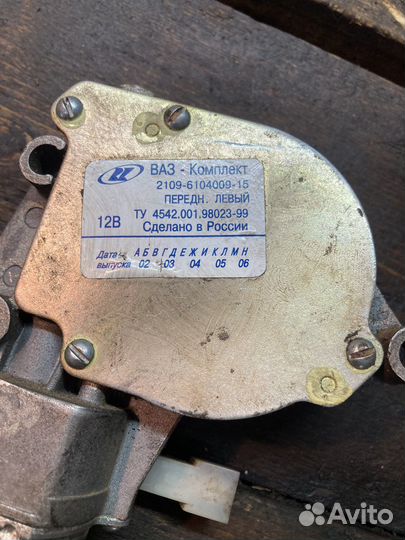 ВАЗ - Комплект
2109-6104009-15
ПЕРЕДН. ЛЕВЫЙ
12В ТУ 4542.001.98023-99
Сделано в России
Дата А Б В Г Д Е Ж И К Л М Н
выпуска 02 03 04 05 06
Avito